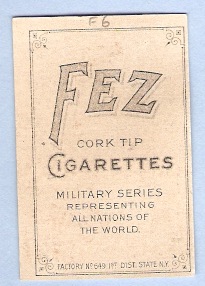 F6
FEZ
CORK TIP
CIGARETTES
MILITARY SERIES
REPRESENTING
ALL NATIONS OF
THE WORLD.
FACTORY Nº 649 1ST DIST. STATE N.Y.